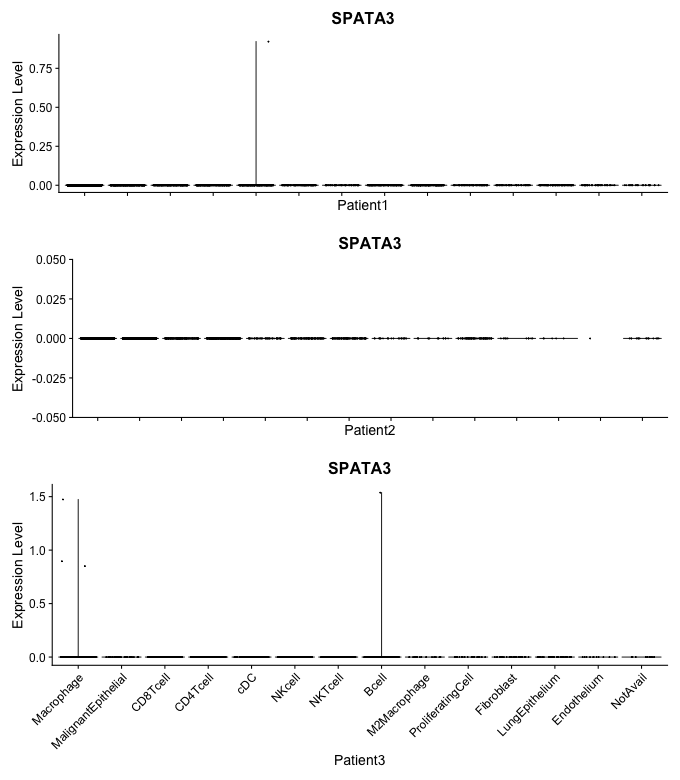 SPATA3
Expression Level
0.75
0.50
0.25
0.00
Patient1
SPATA3
Expression Level
0.050
0.025
0.000
-0.025
-0.050
Patient2
SPATA3
Expression Level
1.5
1.0
0.5
0.0
Macrophage
MalignantEpithelial
CD8Tcell
CD4Tcell
cDC
NKcell
NKTcell
Bcell
M2Macrophage
ProliferatingCell
Fibroblast
LungEpithelium
Endothelium
NotAvail
Patient3